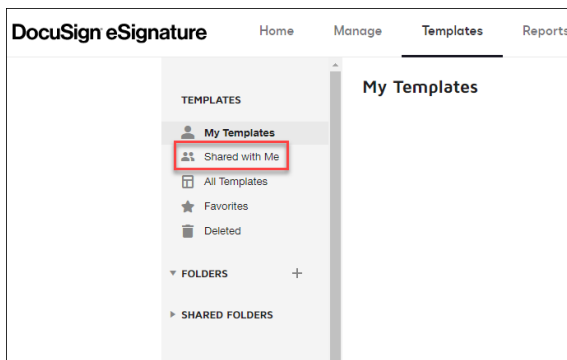 DocuSign eSignature Home Manage Templates Reports
TEMPLATES
My Templates
Shared with Me
All Templates
Favorites
Deleted
FOLDERS +
SHARED FOLDERS
My Templates